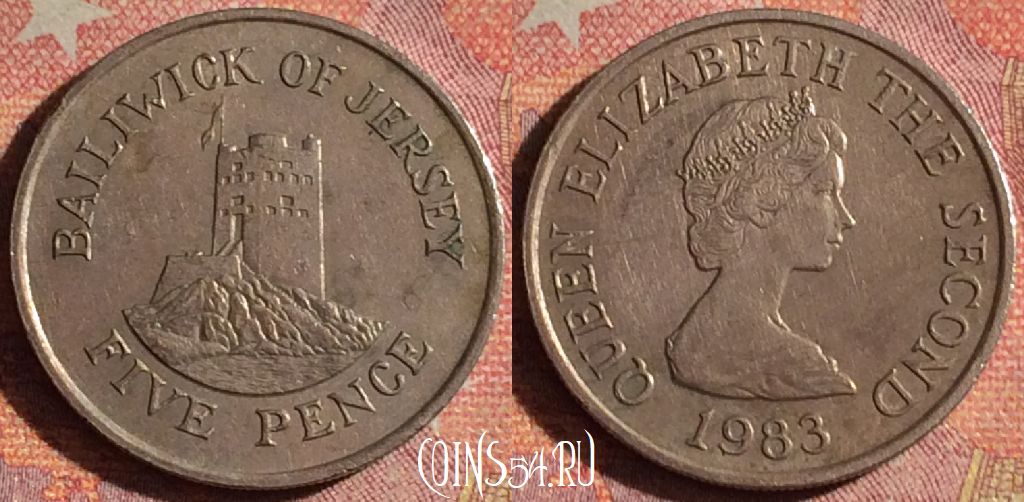 BAILIWICK OF JERSEY
FIVE PENCE
QUEEN ELIZABETH THE SECOND
1983
COINS54.RU